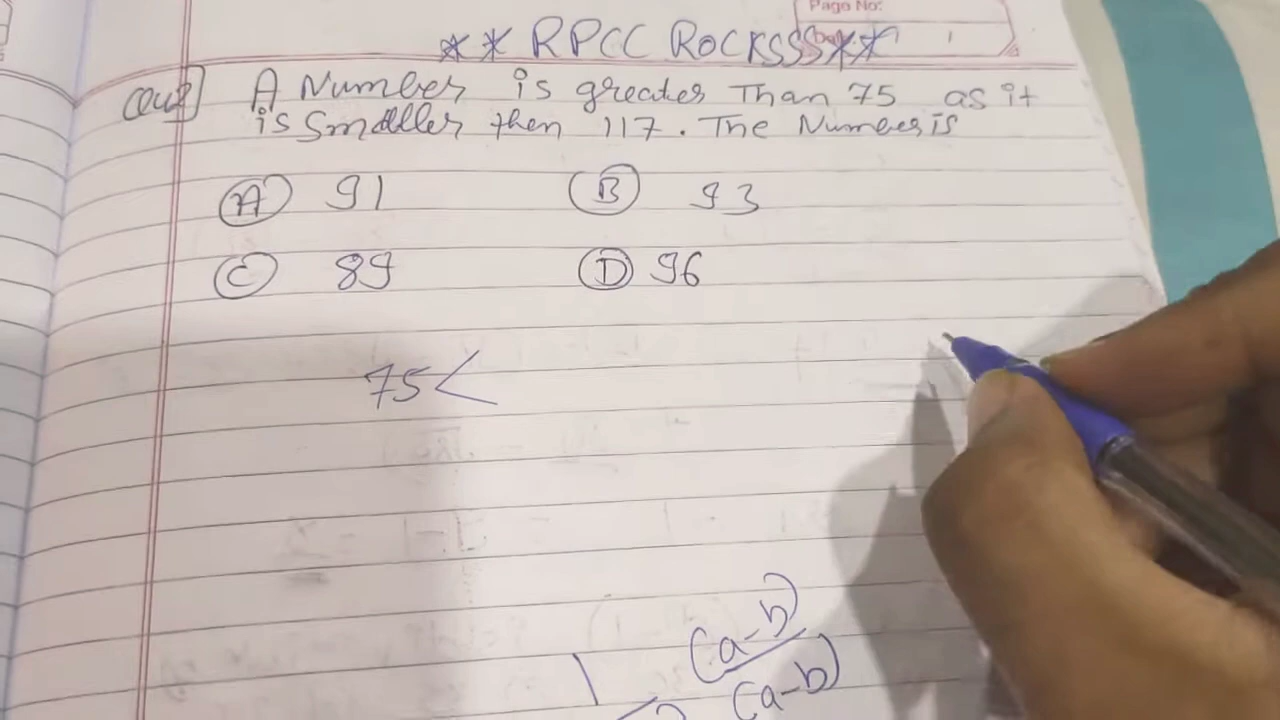 Page No:
** RPCC ROCKSSS**
A Number is greater Than 75 as it
is Smaller then 117. The Number is
(A) 91 (B) 93
(C) 89 (D) 96
75<
(a-b)
(a-b)